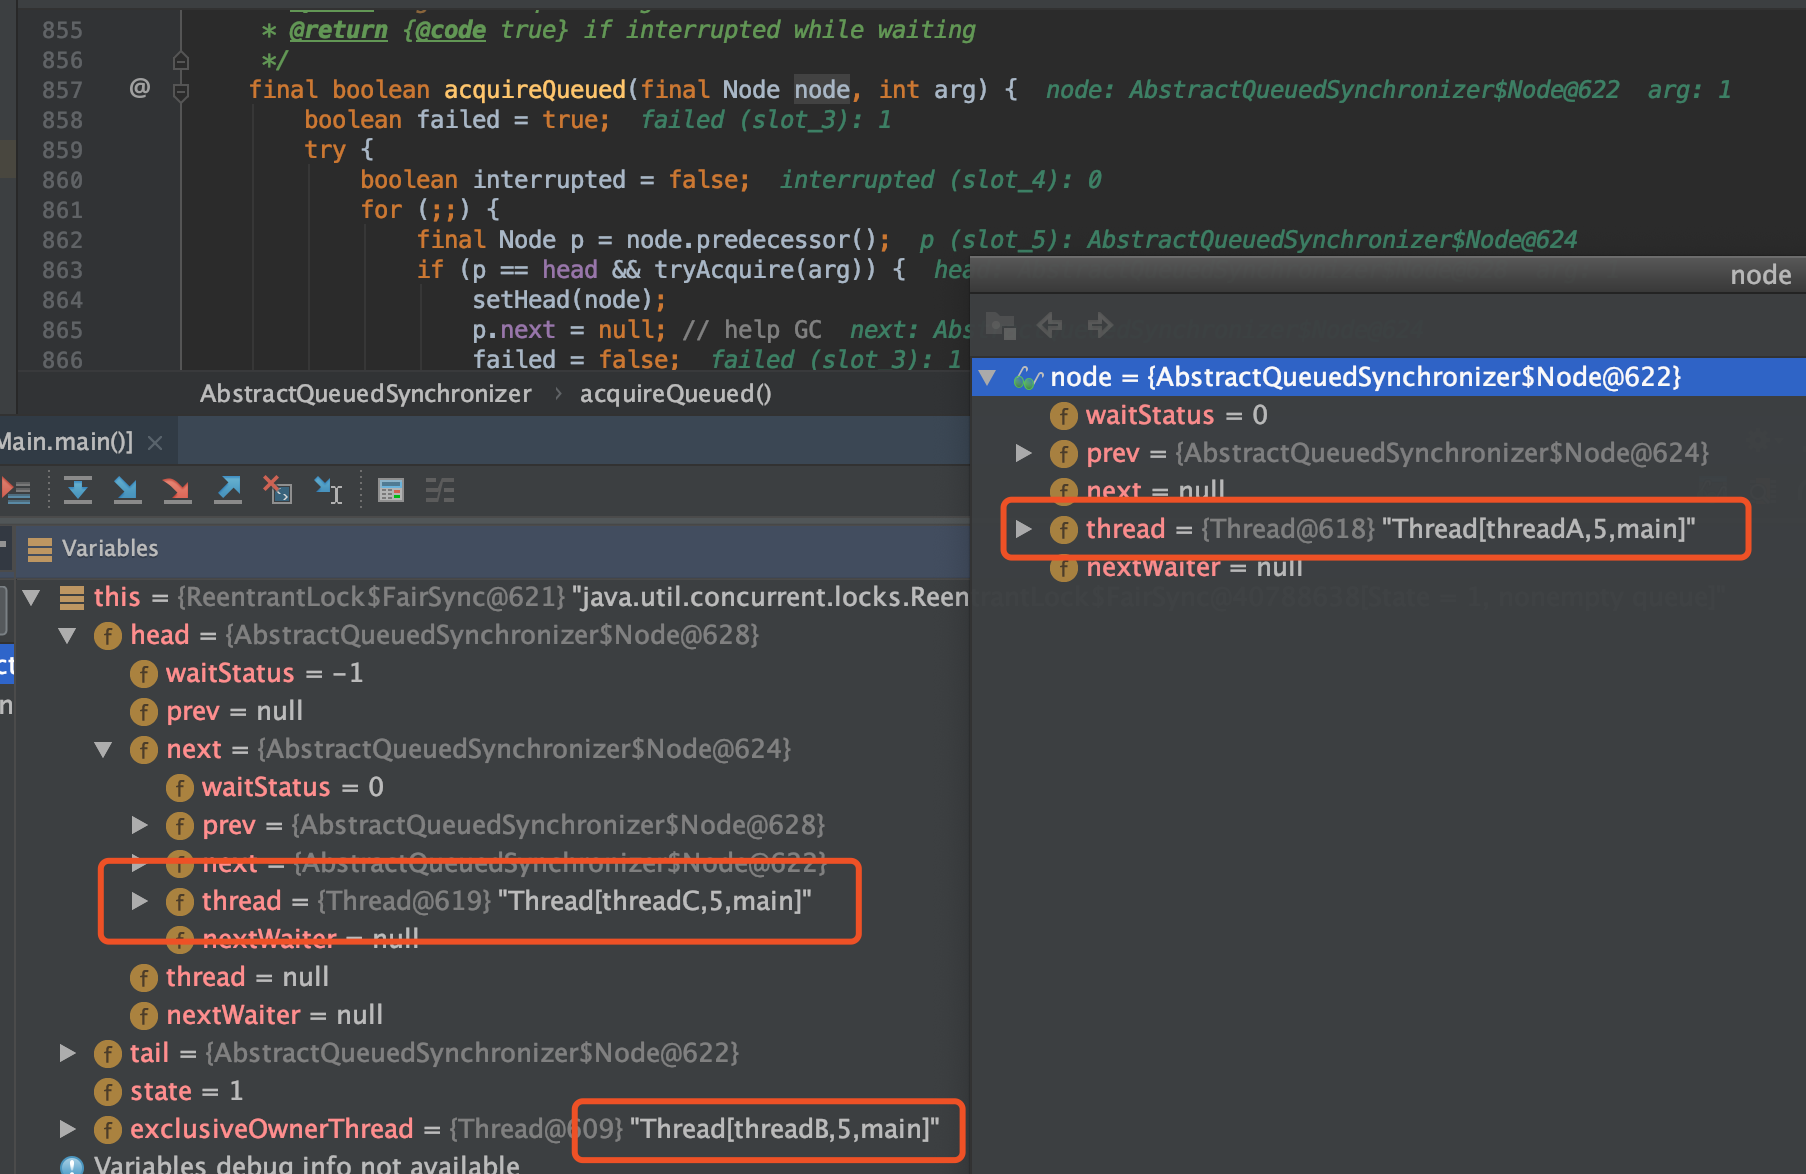 855 * @return {@code true} if interrupted while waiting
856 */
857 @ final boolean acquireQueued(final Node node, int arg) { node: AbstractQueuedSynchronizer$Node@622 arg: 1
858 boolean failed = true; failed (slot_3): 1
859 try {
860 boolean interrupted = false; interrupted (slot_4): 0
861 for (;;) {
862 final Node p = node.predecessor(); p (slot_5): AbstractQueuedSynchronizer$Node@624
863 if (p == head && tryAcquire(arg)) { hea
864 setHead(node);
865 p.next = null; // help GC next: Abs
866 failed = false; failed (slot_3): 1
AbstractQueuedSynchronizer › acquireQueued()
Main.main()] ×
Variables
this = {ReentrantLock$FairSync@621} "java.util.concurrent.locks.ReentrantLock$FairSync@40788638[State = 1, nonempty queue]"
head = {AbstractQueuedSynchronizer$Node@628}
waitStatus = -1
prev = null
next = {AbstractQueuedSynchronizer$Node@624}
waitStatus = 0
prev = {AbstractQueuedSynchronizer$Node@628}
next = {AbstractQueuedSynchronizer$Node@622}
thread = {Thread@619} "Thread[threadC,5,main]"
nextWaiter = null
thread = null
nextWaiter = null
tail = {AbstractQueuedSynchronizer$Node@622}
state = 1
exclusiveOwnerThread = {Thread@609} "Thread[threadB,5,main]"
Variables debug info not available
node
node = {AbstractQueuedSynchronizer$Node@622}
waitStatus = 0
prev = {AbstractQueuedSynchronizer$Node@624}
next = null
thread = {Thread@618} "Thread[threadA,5,main]"
nextWaiter = null